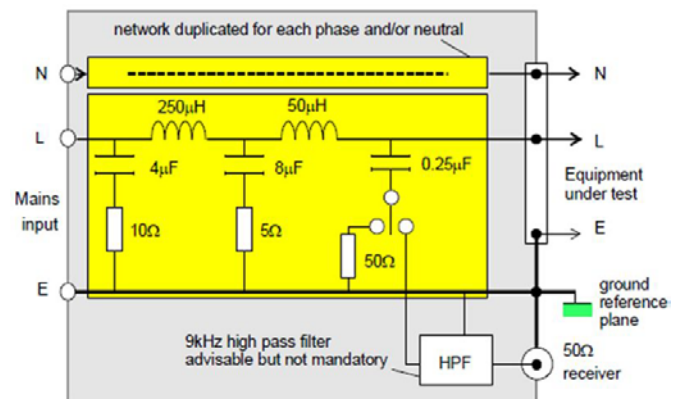 network duplicated for each phase and/or neutral
N
N
250µH
50µH
L
L
4µF
8µF
0.25µF
Equipment
under test
Mains
input
10Ω
5Ω
50Ω
E
E
ground
reference
plane
9kHz high pass filter
advisable but not mandatory
HPF
50Ω
receiver